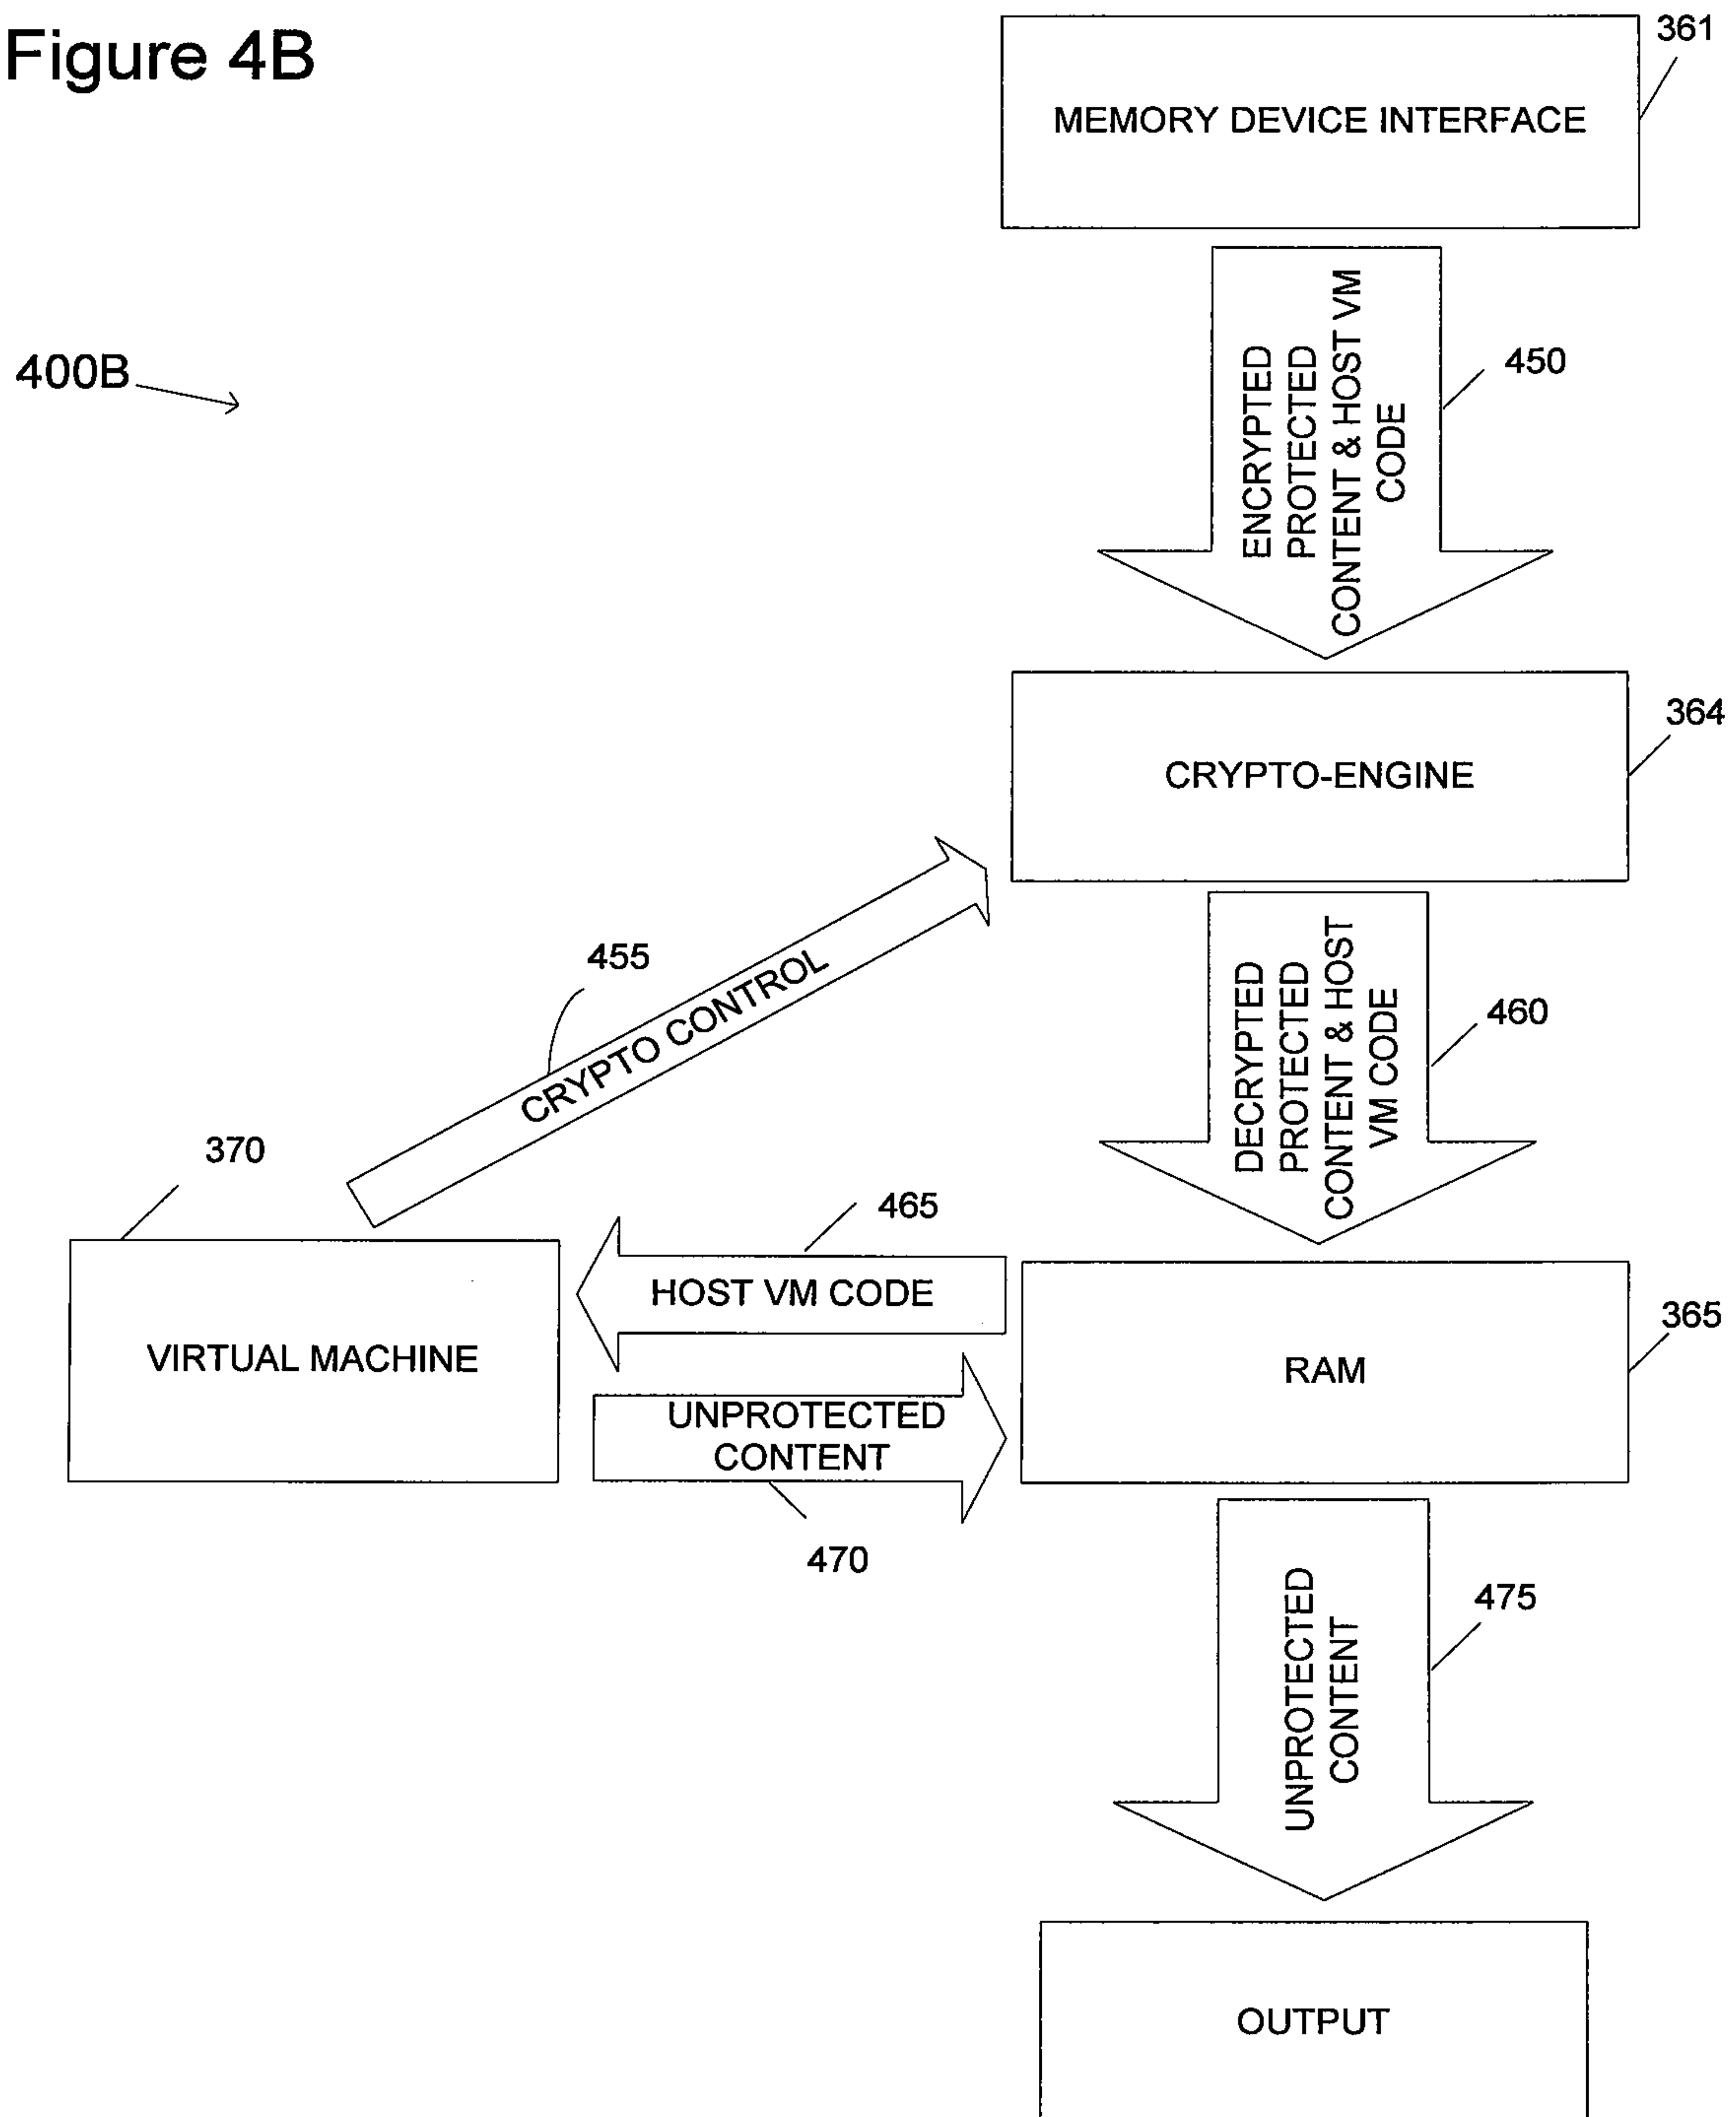 Figure 4B
361
MEMORY DEVICE INTERFACE
400B
ENCRYPTED
PROTECTED
CONTENT & HOST VM
CODE
450
364
CRYPTO-ENGINE
455
CRYPTO CONTROL
DECRYPTED
PROTECTED
CONTENT & HOST
VM CODE
460
370
465
HOST VM CODE
365
VIRTUAL MACHINE
RAM
UNPROTECTED
CONTENT
470
UNPROTECTED
CONTENT
475
OUTPUT